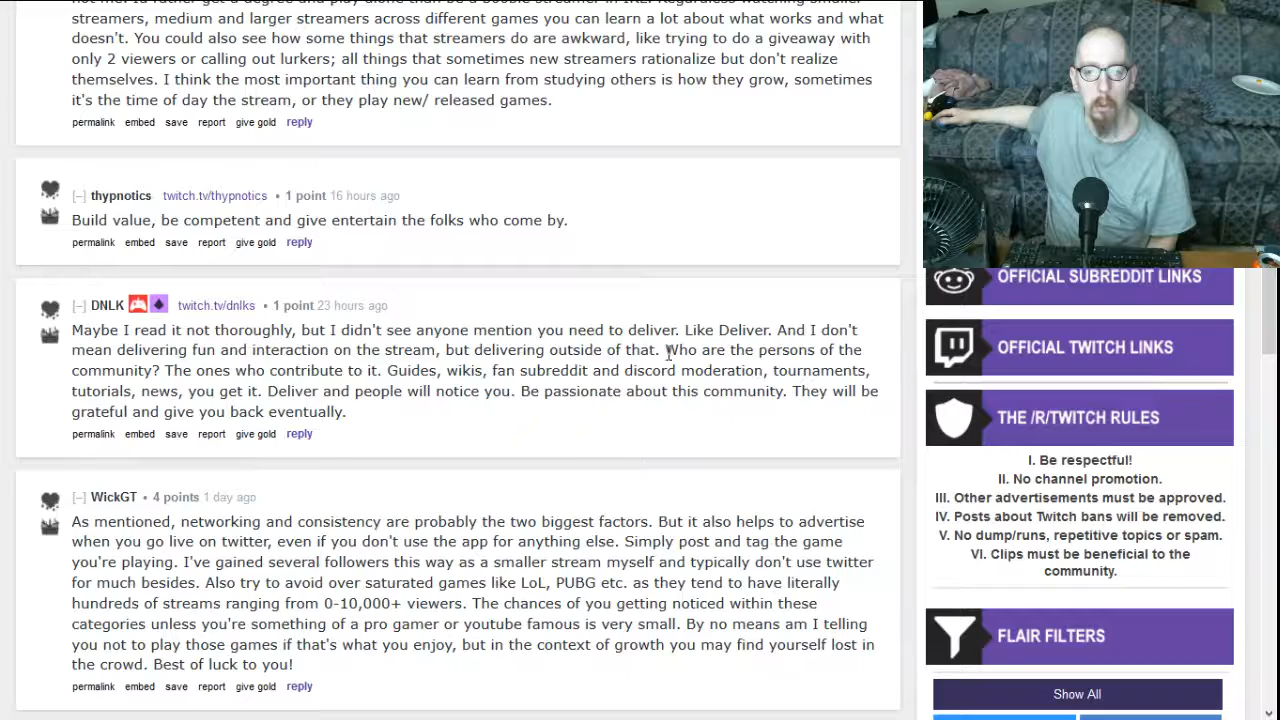 streamers, medium and larger streamers across different games you can learn a lot about what works and what
doesn't. You could also see how some things that streamers do are awkward, like trying to do a giveaway with
only 2 viewers or calling out lurkers; all things that sometimes new streamers rationalize but don't realize
themselves. I think the most important thing you can learn from studying others is how they grow, sometimes
it's the time of day the stream, or they play new/ released games.
permalink embed save report give gold reply
[–] thypnotics twitch.tv/thypnotics • 1 point 16 hours ago
Build value, be competent and give entertain the folks who come by.
permalink embed save report give gold reply
[–] DNLK twitch.tv/dnlks • 1 point 23 hours ago
Maybe I read it not thoroughly, but I didn't see anyone mention you need to deliver. Like Deliver. And I don't
mean delivering fun and interaction on the stream, but delivering outside of that. Who are the persons of the
community? The ones who contribute to it. Guides, wikis, fan subreddit and discord moderation, tournaments,
tutorials, news, you get it. Deliver and people will notice you. Be passionate about this community. They will be
grateful and give you back eventually.
permalink embed save report give gold reply
[–] WickGT • 4 points 1 day ago
As mentioned, networking and consistency are probably the two biggest factors. But it also helps to advertise
when you go live on twitter, even if you don't use the app for anything else. Simply post and tag the game
you're playing. I've gained several followers this way as a smaller stream myself and typically don't use twitter
for much besides. Also try to avoid over saturated games like LoL, PUBG etc. as they tend to have literally
hundreds of streams ranging from 0-10,000+ viewers. The chances of you getting noticed within these
categories unless you're something of a pro gamer or youtube famous is very small. By no means am I telling
you not to play those games if that's what you enjoy, but in the context of growth you may find yourself lost in
the crowd. Best of luck to you!
permalink embed save report give gold reply
OFFICIAL SUBREDDIT LINKS
OFFICIAL TWITCH LINKS
THE /R/TWITCH RULES
I. Be respectful!
II. No channel promotion.
III. Other advertisements must be approved.
IV. Posts about Twitch bans will be removed.
V. No dump/runs, repetitive topics or spam.
VI. Clips must be beneficial to the
community.
FLAIR FILTERS
Show All